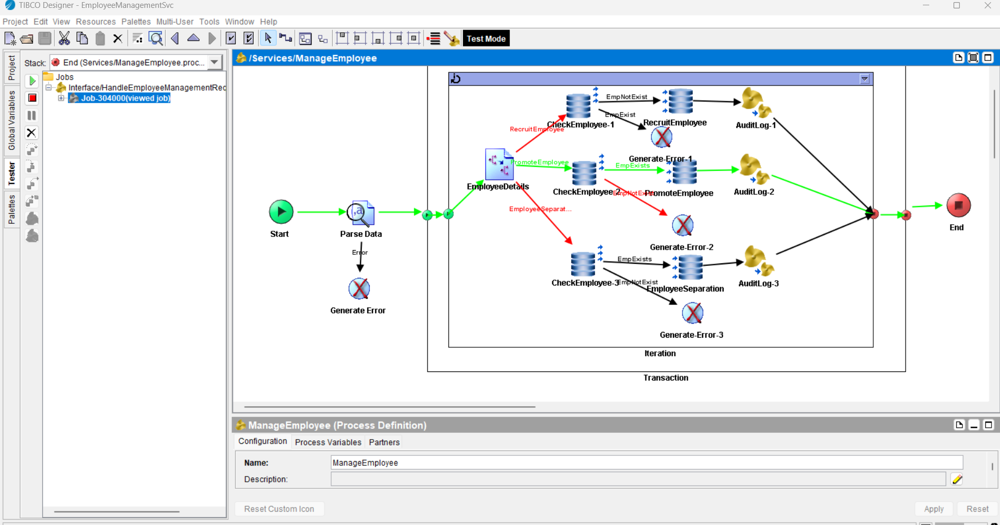 TIBCO Designer - EmployeeManagementSvc
Project Edit View Resources Palettes Multi-User Tools Window Help
Test Mode
Project
Global Variables
Tester
Palettes
Stack: End (Services/ManageEmployee.proc...
Jobs
Interface/HandleEmployeeManagementRec
Job-304000(viewed job)
/Services/ManageEmployee
EmpNotExist
EmpExist
RecruitEmployee
CheckEmployee-1
RecruitEmployee
AuditLog-1
Generate-Error-1
PromoteEmployee
EmpExists
EmployeeDetails
CheckEmployee-2
EmpNotExist
PromoteEmployee
AuditLog-2
EmployeeSeparat...
Start
Parse Data
End
Error
Generate-Error-2
EmpExists
CheckEmployee-3
EmpNotExist
EmployeeSeparation
AuditLog-3
Generate Error
Generate-Error-3
Iteration
Transaction
ManageEmployee (Process Definition)
Configuration Process Variables Partners
Name: ManageEmployee
Description:
Reset Custom Icon
Apply Reset